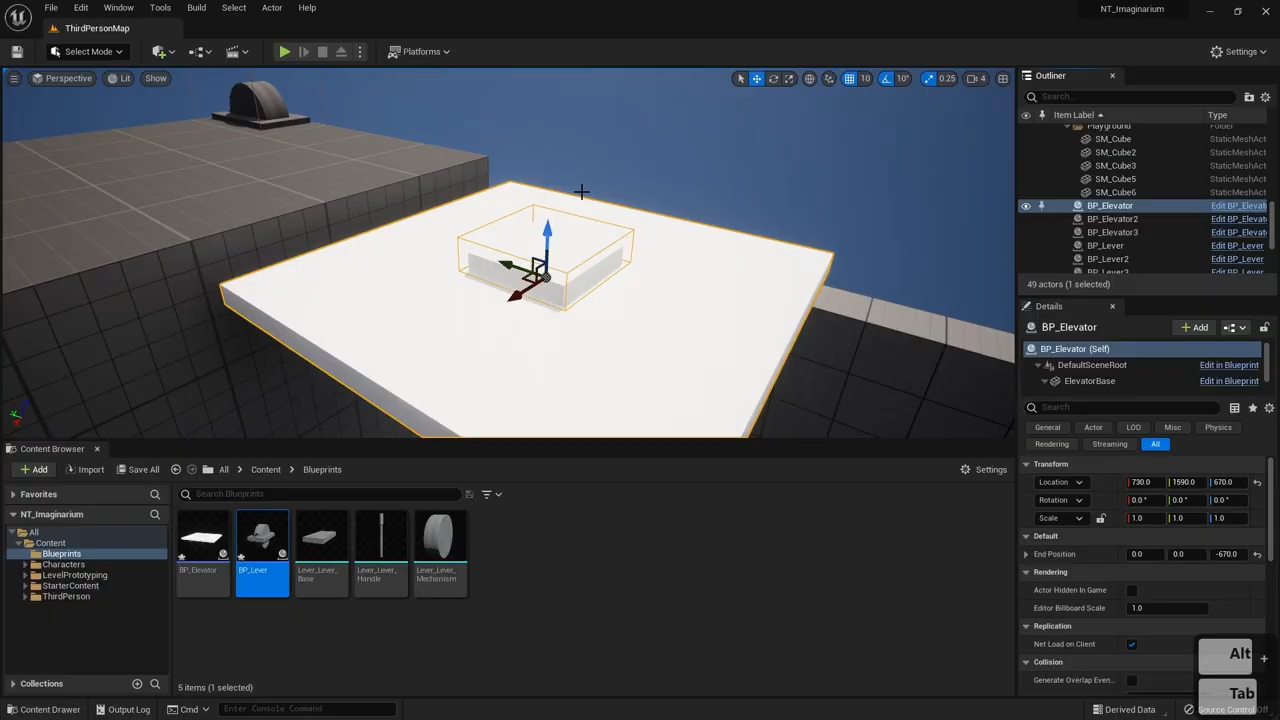 File Edit Window Tools Build Select Actor Help
NT_Imaginarium
ThirdPersonMap
Select Mode
Platforms
Settings
Perspective
Lit
Show
10
10°
0.25
4
Outliner
Search...
Item Label
Type
Playground
Folder
SM_Cube
StaticMeshAct
SM_Cube2
StaticMeshAct
SM_Cube3
StaticMeshAct
SM_Cube5
StaticMeshAct
SM_Cube6
StaticMeshAct
BP_Elevator
Edit BP_Elevat
BP_Elevator2
Edit BP_Elevat
BP_Elevator3
Edit BP_Elevat
BP_Lever
Edit BP_Lever
BP_Lever2
Edit BP_Lever
BP_Lever3
Edit BP_Lever
49 actors (1 selected)
Details
BP_Elevator
Add
BP_Elevator (Self)
DefaultSceneRoot
Edit in Blueprint
ElevatorBase
Edit in Blueprint
Search
General
Actor
LOD
Misc
Physics
Rendering
Streaming
All
Transform
Location
730.0
1590.0
670.0
Rotation
0.0°
0.0°
0.0°
Scale
1.0
1.0
1.0
Default
End Position
0.0
0.0
-670.0
Rendering
Actor Hidden In Game
Editor Billboard Scale
1.0
Replication
Net Load on Client
Collision
Generate Overlap Even...
Alt +
Tab
Content Browser
Add
Import
Save All
All
Content
Blueprints
Settings
Favorites
Search Blueprints
NT_Imaginarium
All
Content
Blueprints
Characters
LevelPrototyping
StarterContent
ThirdPerson
Collections
BP_Elevator
BP_Lever
Lever_Lever_
Base
Lever_Lever_
Handle
Lever_Lever_
Mechanism
5 items (1 selected)
Content Drawer
Output Log
Cmd
Enter Console Command
Derived Data
Source Control Off